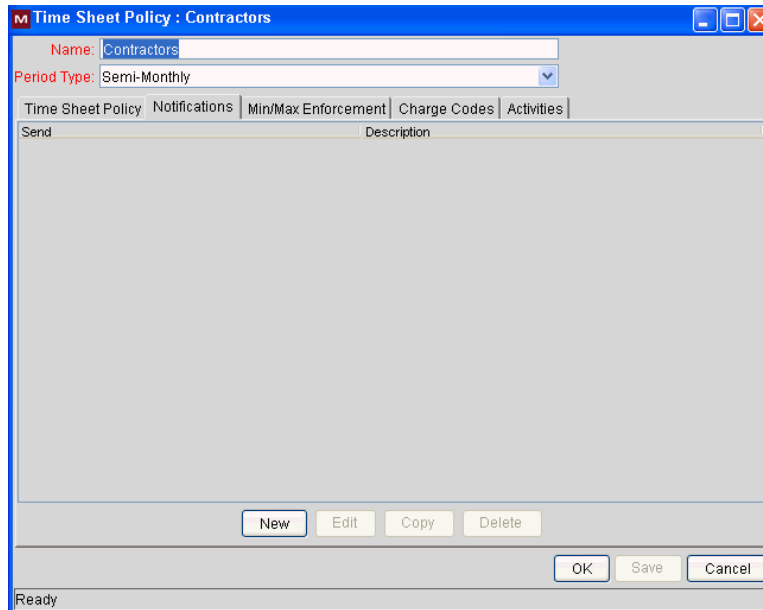 M Time Sheet Policy : Contractors
Name: Contractors
Period Type: Semi-Monthly
Time Sheet Policy Notifications Min/Max Enforcement Charge Codes Activities
Send Description
New Edit Copy Delete
OK Save Cancel
Ready